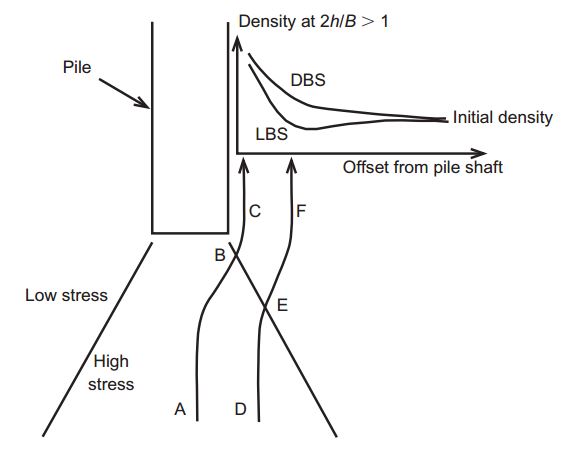 Density at 2h/B > 1
Pile
DBS
Initial density
LBS
Offset from pile shaft
C
F
B
Low stress
E
High
stress
A
D